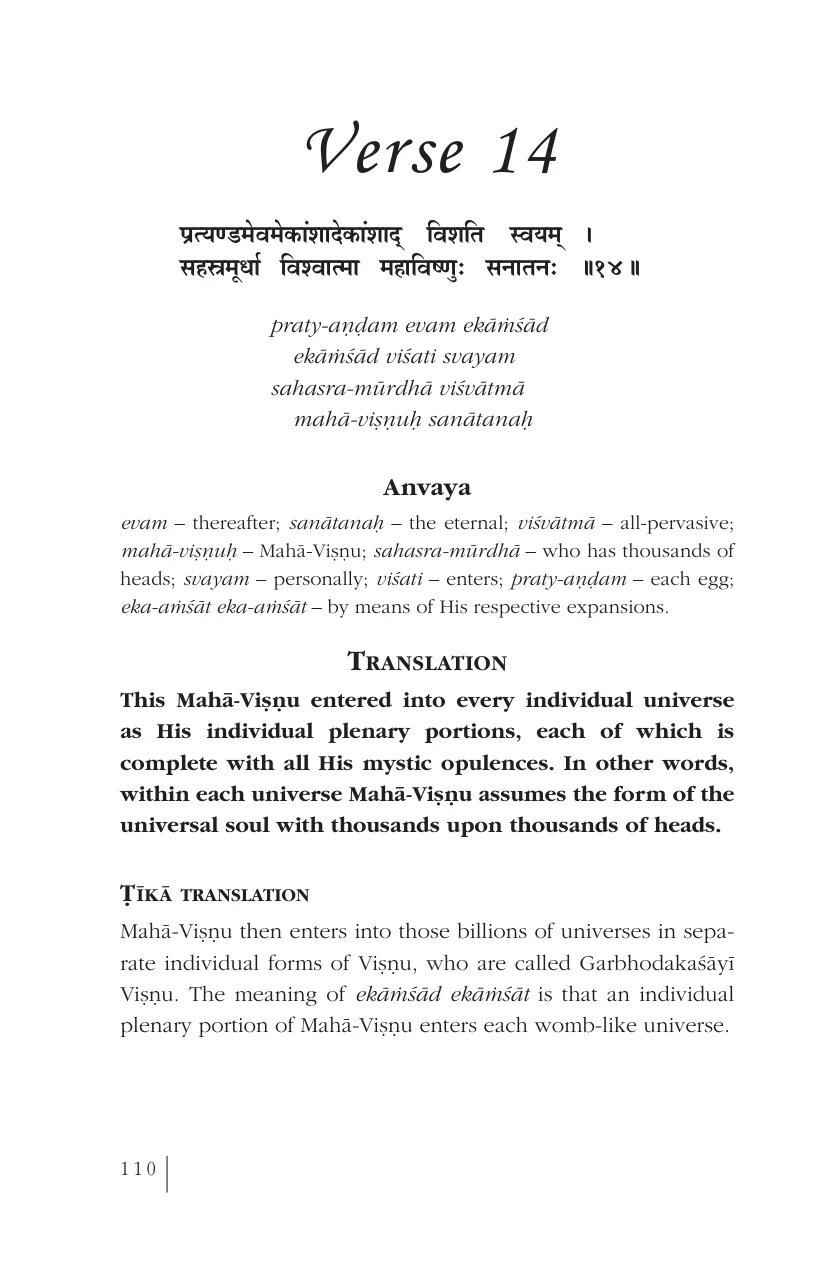 Verse 14
प्रत्यण्डमेवमेकांशादेकांशाद् विशति स्वयम् ।
सहस्रमूर्धा विश्वात्मा महाविष्णुः सनातनः ॥१४॥
praty-aṇḍam evam ekāṁśād
ekāṁśād viśati svayam
sahasra-mūrdhā viśvātmā
mahā-viṣṇuḥ sanātanaḥ
Anvaya
evam – thereafter; sanātanaḥ – the eternal; viśvātmā – all-pervasive;
mahā-viṣṇuḥ – Mahā-Viṣṇu; sahasra-mūrdhā – who has thousands of
heads; svayam – personally; viśati – enters; praty-aṇḍam – each egg;
eka-aṁśāt eka-aṁśāt – by means of His respective expansions.
Translation
This Mahā-Viṣṇu entered into every individual universe
as His individual plenary portions, each of which is
complete with all His mystic opulences. In other words,
within each universe Mahā-Viṣṇu assumes the form of the
universal soul with thousands upon thousands of heads.
Ṭīkā translation
Mahā-Viṣṇu then enters into those billions of universes in sepa-
rate individual forms of Viṣṇu, who are called Garbhodakaśāyī
Viṣṇu. The meaning of ekāṁśād ekāṁśāt is that an individual
plenary portion of Mahā-Viṣṇu enters each womb-like universe.
110